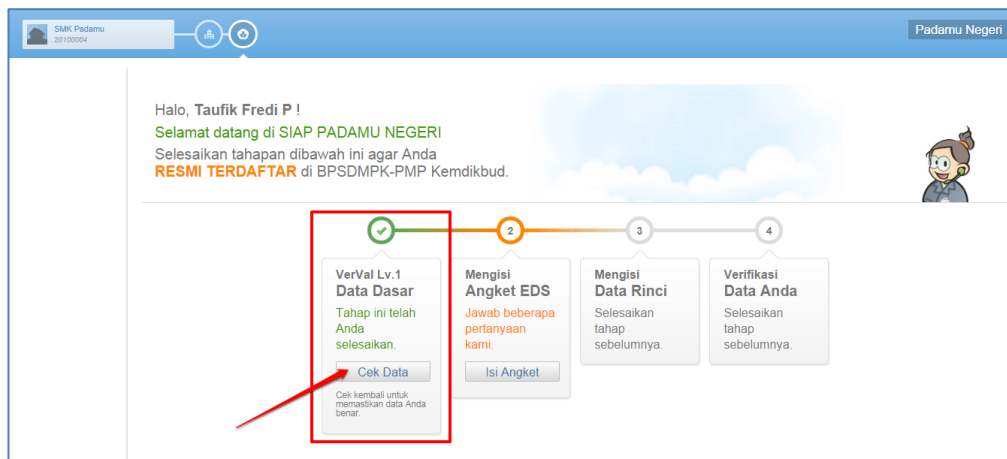 SMK Padamu
20100004
Padamu Negeri
Halo, Taufik Fredi P !
Selamat datang di SIAP PADAMU NEGERI
Selesaikan tahapan dibawah ini agar Anda
RESMI TERDAFTAR di BPSDMPK-PMP Kemdikbud.
2
3
4
VerVal Lv.1
Data Dasar
Tahap ini telah
Anda
selesaikan.
Cek Data
Cek kembali untuk
memastikan data Anda
benar.
Mengisi
Angket EDS
Jawab beberapa
pertanyaan
kami.
Isi Angket
Mengisi
Data Rinci
Selesaikan
tahap
sebelumnya.
Verifikasi
Data Anda
Selesaikan
tahap
sebelumnya.